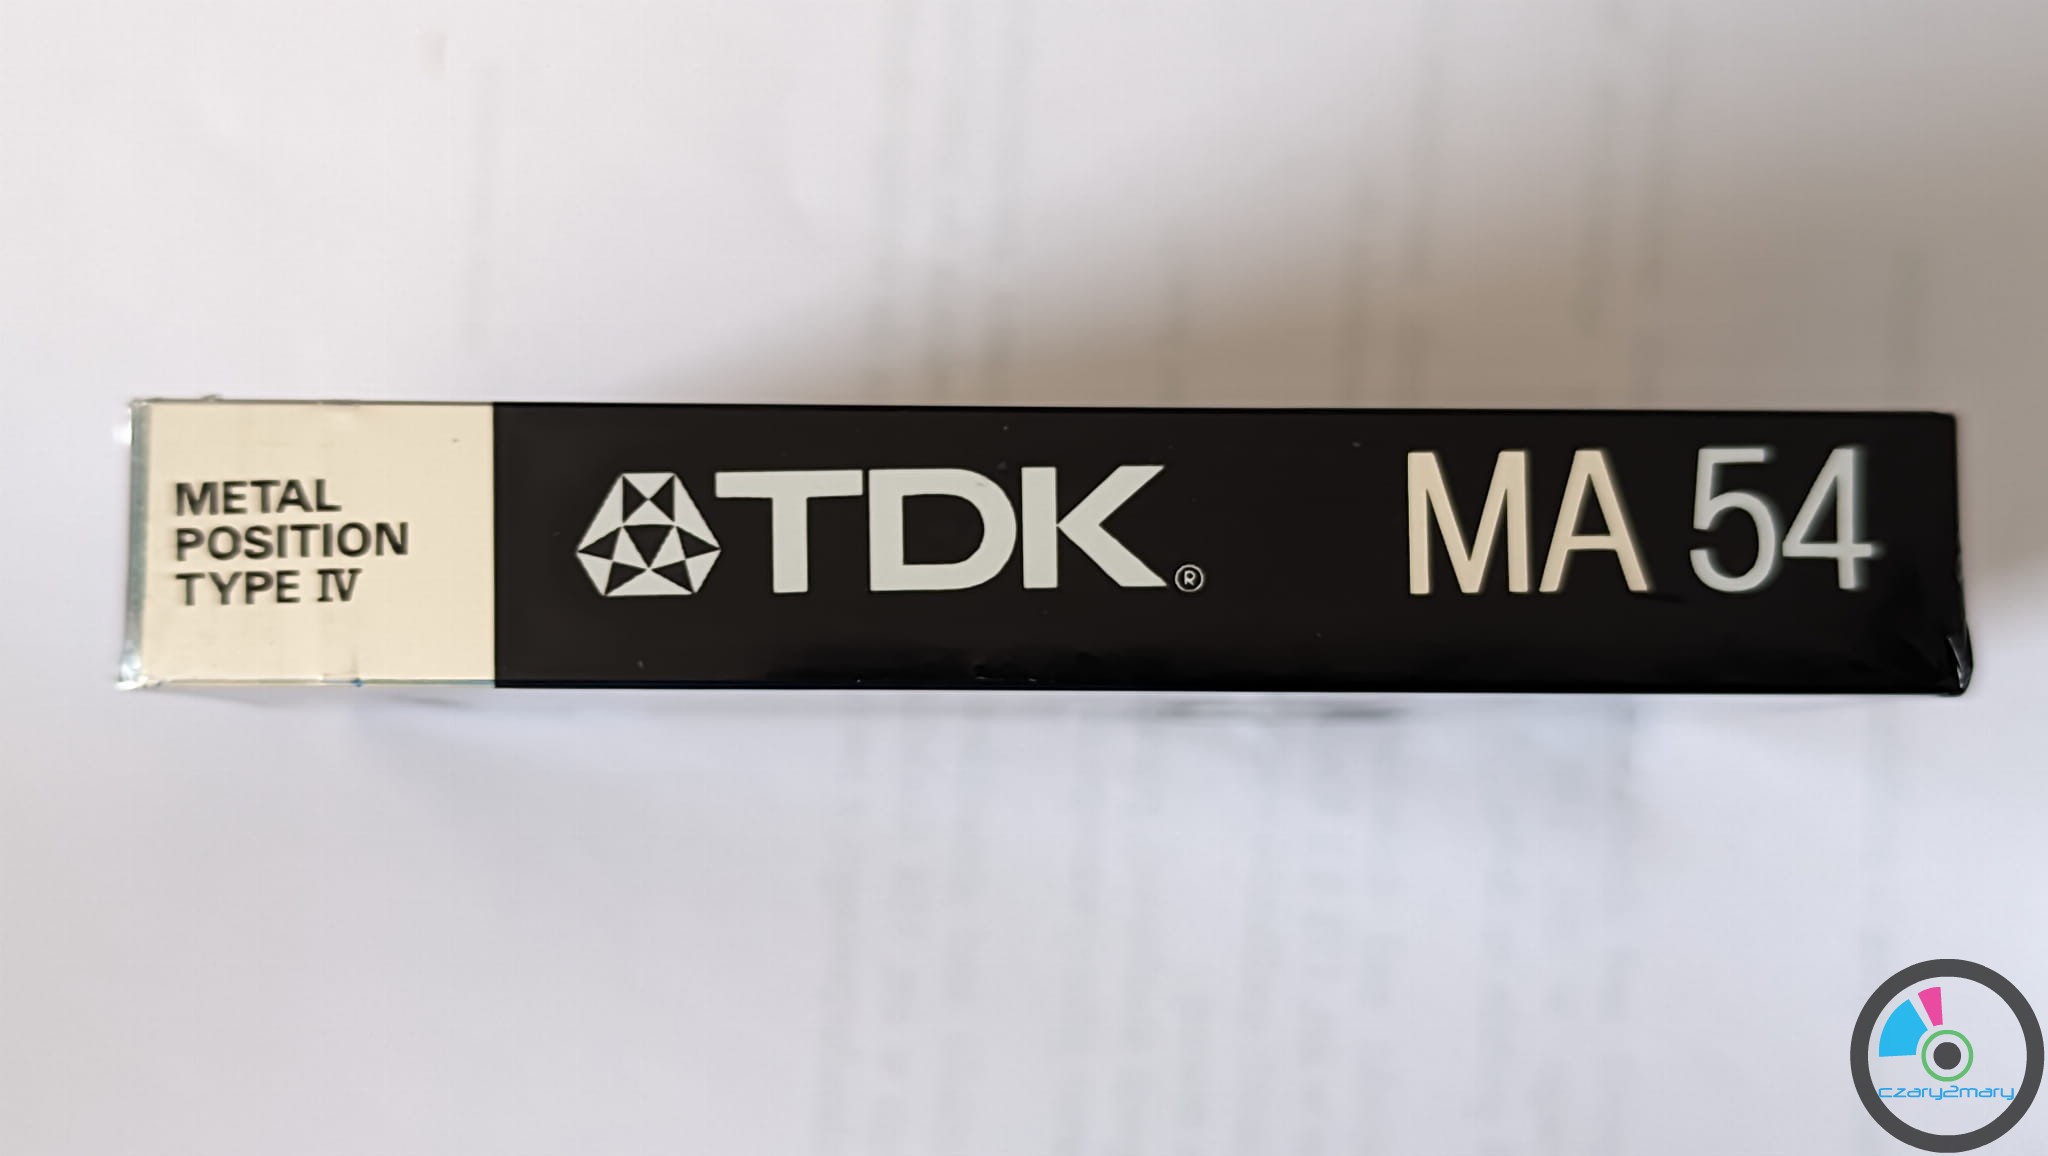 METAL
POSITION
TYPE IV
TDK®
MA 54
czary2mary